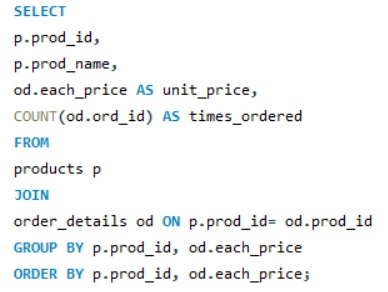 SELECT
p.prod_id,
p.prod_name,
od.each_price AS unit_price,
COUNT(od.ord_id) AS times_ordered
FROM
products p
JOIN
order_details od ON p.prod_id= od.prod_id
GROUP BY p.prod_id, od.each_price
ORDER BY p.prod_id, od.each_price;